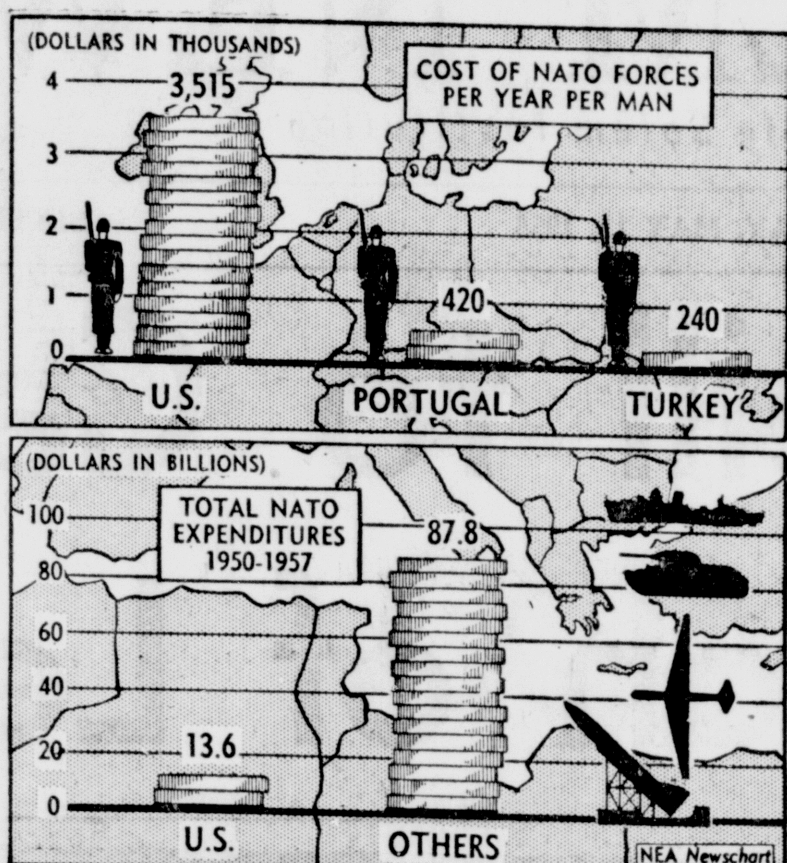 (DOLLARS IN THOUSANDS)
COST OF NATO FORCES
PER YEAR PER MAN
4
3,515
3
2
1
420
240
0
U.S.
PORTUGAL
TURKEY
(DOLLARS IN BILLIONS)
TOTAL NATO
EXPENDITURES
1950-1957
100
87.8
80
60
40
20
13.6
0
U.S.
OTHERS
NEA Newschart